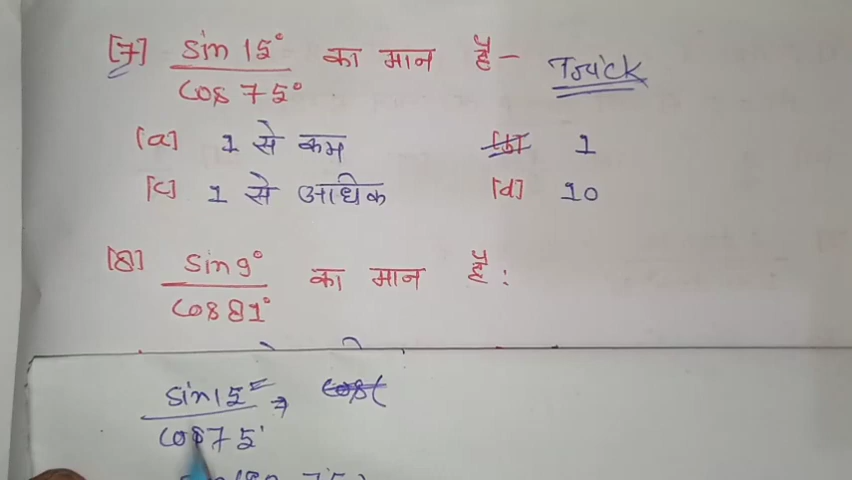 [7] sin 15° का मान है-
cos 75°
Trick
[a] 1 से कम [b] 1
[c] 1 से अधिक [d] 10
[8] sin 9° का मान है:
cos 81°
sin 15° ⇒ cos(
cos 75°